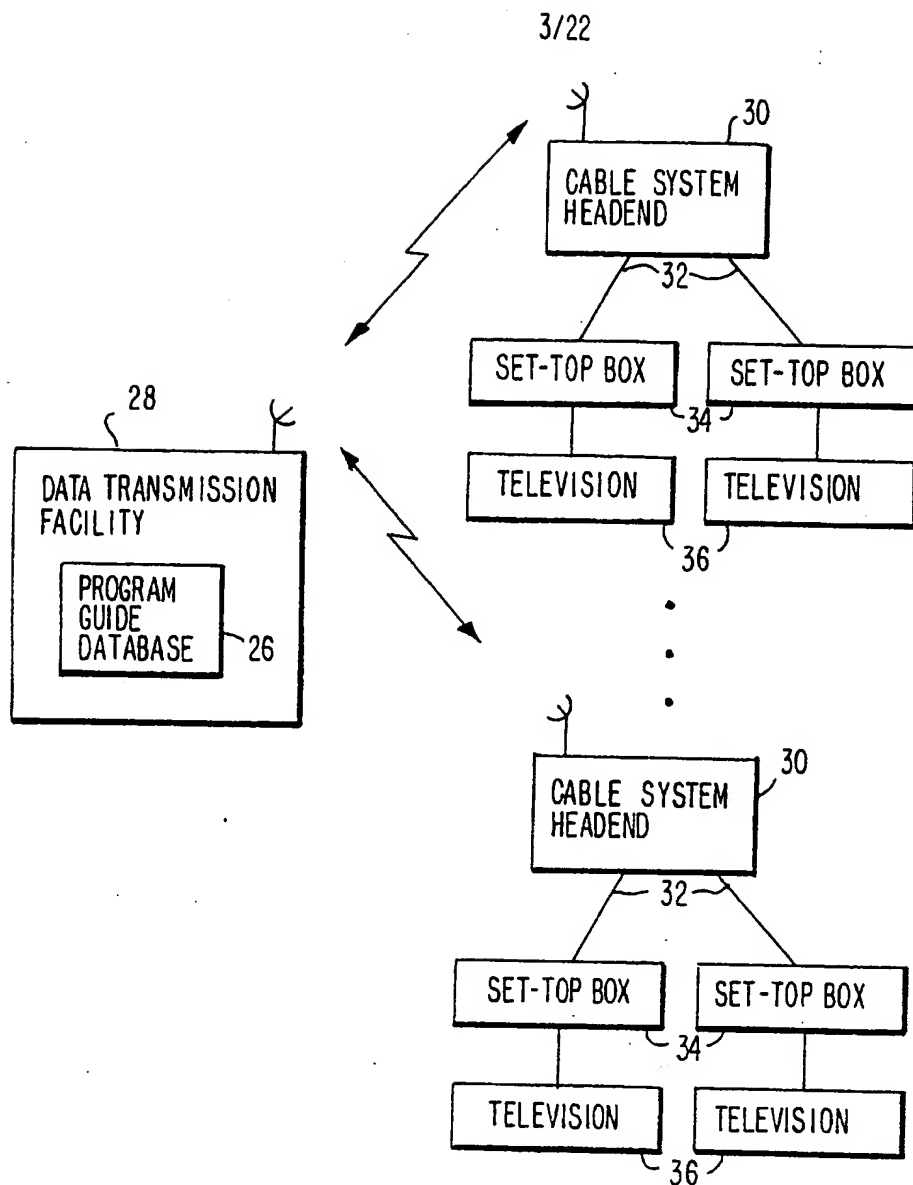 3/22
30
CABLE SYSTEM
HEADEND
32
SET-TOP BOX
SET-TOP BOX
34
TELEVISION
TELEVISION
36
28
DATA TRANSMISSION
FACILITY
PROGRAM
GUIDE
DATABASE
26
30
CABLE SYSTEM
HEADEND
32
SET-TOP BOX
SET-TOP BOX
34
TELEVISION
TELEVISION
36